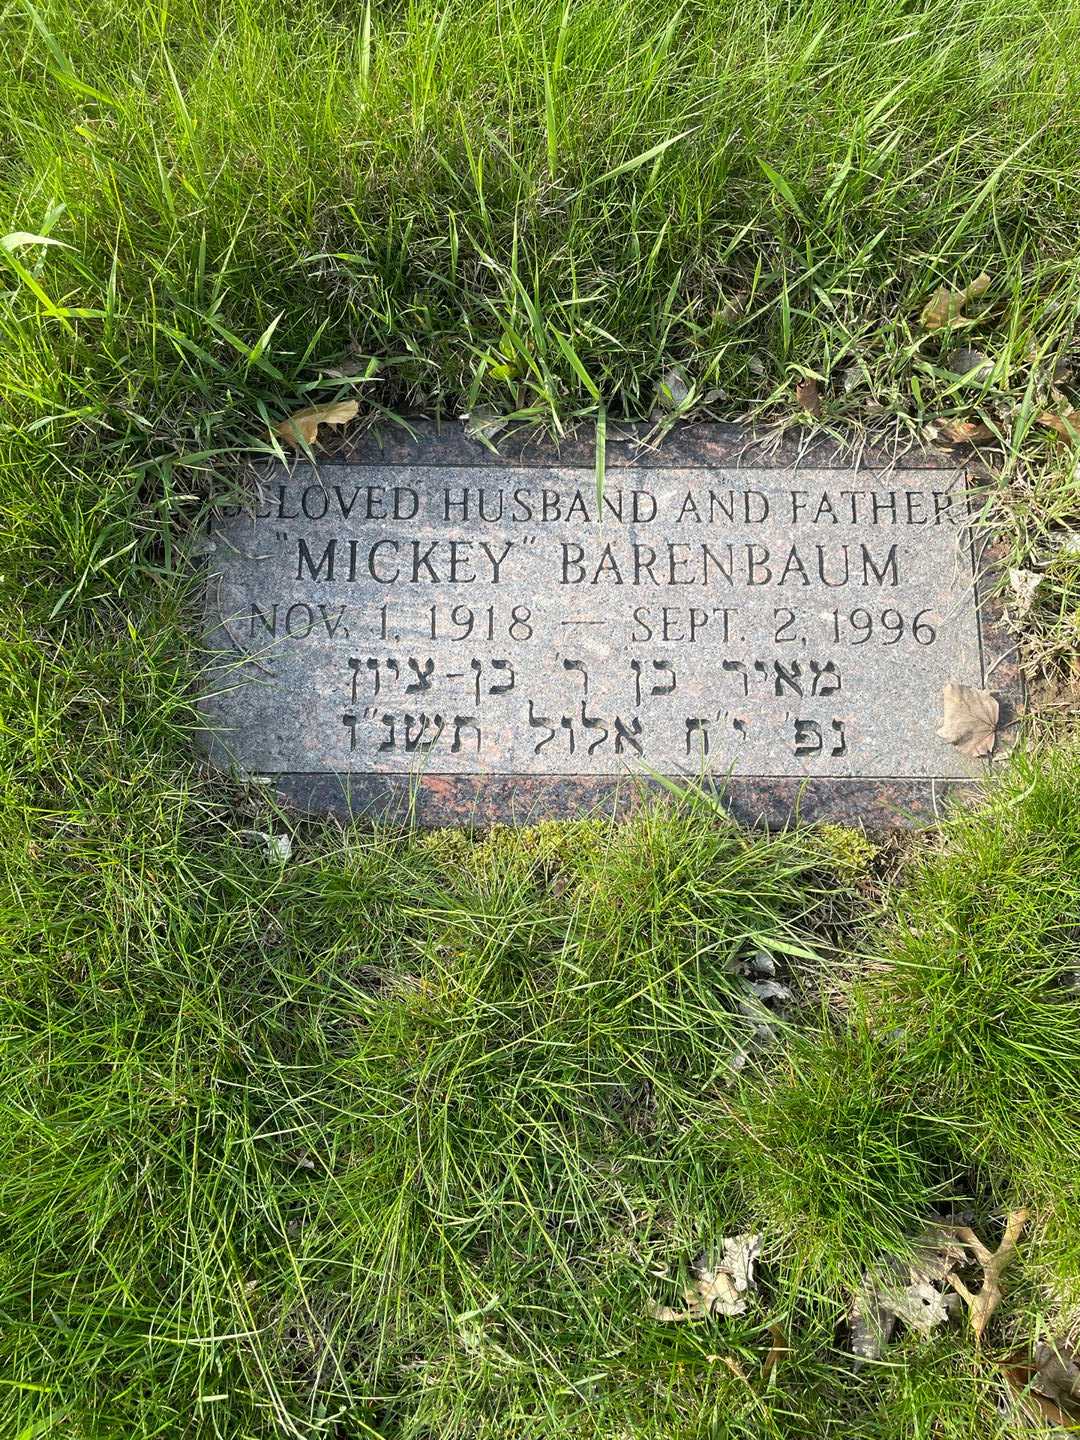 BELOVED HUSBAND AND FATHER
"MICKEY" BARENBAUM
NOV. 1, 1918 — SEPT. 2, 1996
מאיר בן ר' בן-ציון
נפ' י"ח אלול תשנ"ו